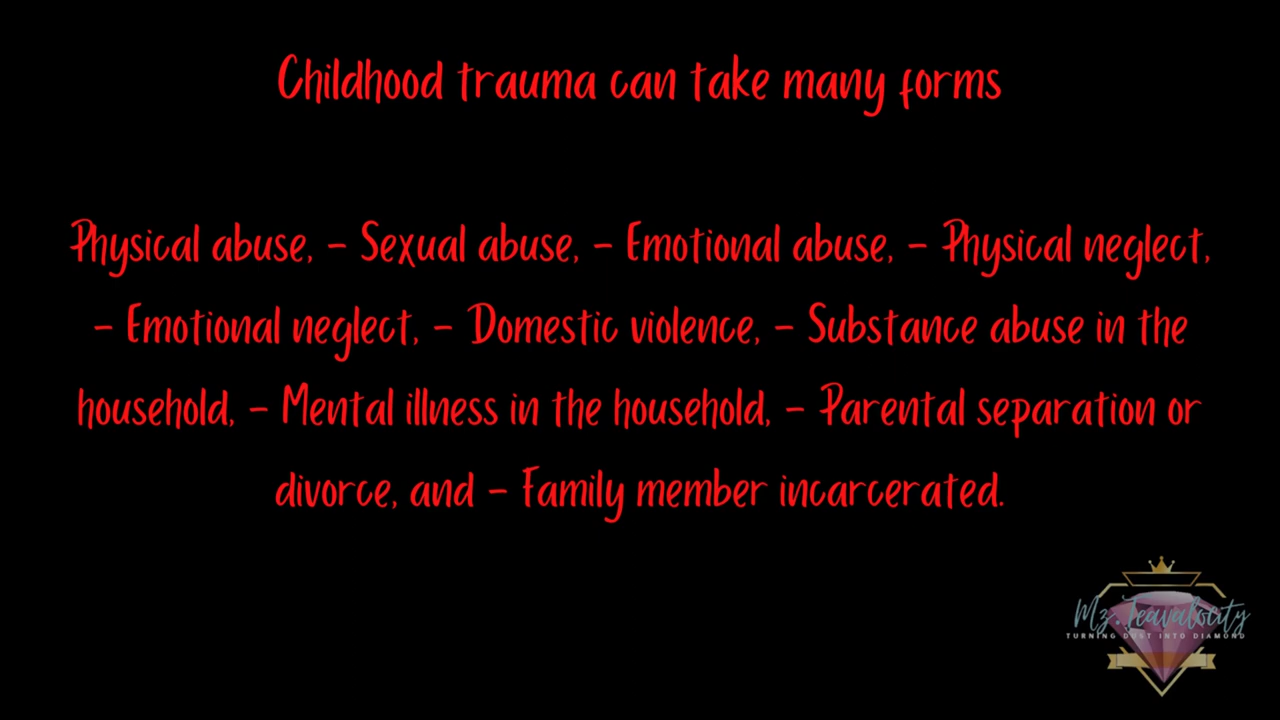 Childhood trauma can take many forms
Physical abuse, - Sexual abuse, - Emotional abuse, - Physical neglect,
- Emotional neglect, - Domestic violence, - Substance abuse in the
household, - Mental illness in the household, - Parental separation or
divorce, and - Family member incarcerated.
Mz. Teavalocity
TURNING DUST INTO DIAMOND